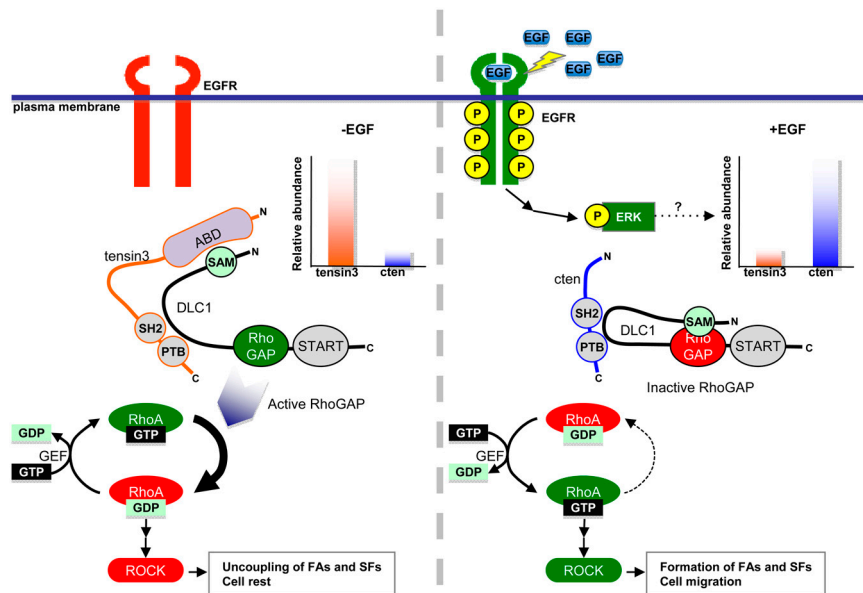 EGFR
plasma membrane
-EGF
Relative abundance
tensin3
cten
N
ABD
tensin3
SAM
N
DLC1
SH2
PTB
C
Rho
GAP
START
C
Active RhoGAP
RhoA
GTP
GDP
GEF
GTP
RhoA
GDP
ROCK
Uncoupling of FAs and SFs
Cell rest
EGF
EGF
EGF
EGF
EGF
P
P
P
P
P
P
EGFR
+EGF
P
ERK
?
Relative abundance
tensin3
cten
N
cten
SH2
PTB
C
DLC1
SAM
N
Rho
GAP
START
C
Inactive RhoGAP
RhoA
GDP
GTP
GEF
GDP
RhoA
GTP
ROCK
Formation of FAs and SFs
Cell migration